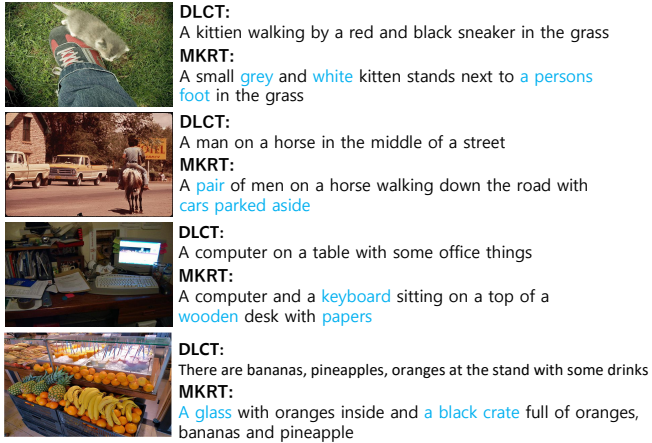 DLCT:
A kittien walking by a red and black sneaker in the grass
MKRT:
A small grey and white kitten stands next to a persons
foot in the grass
DLCT:
A man on a horse in the middle of a street
MKRT:
A pair of men on a horse walking down the road with
cars parked aside
DLCT:
A computer on a table with some office things
MKRT:
A computer and a keyboard sitting on a top of a
wooden desk with papers
DLCT:
There are bananas, pineapples, oranges at the stand with some drinks
MKRT:
A glass with oranges inside and a black crate full of oranges,
bananas and pineapple